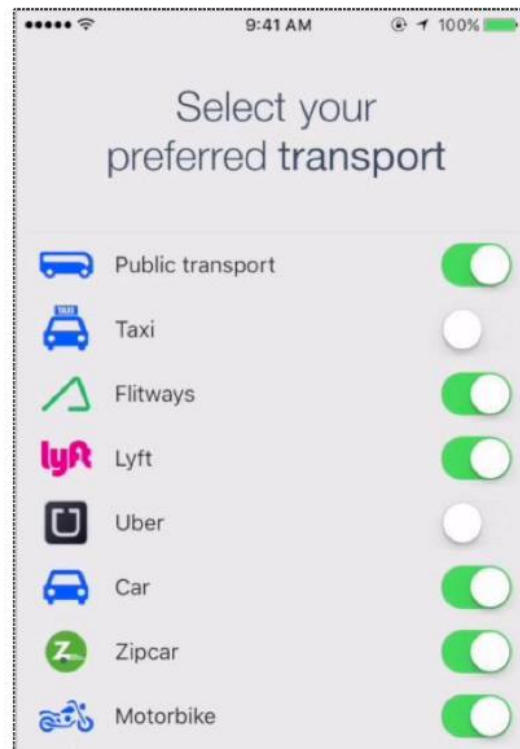 9:41 AM 100%
Select your
preferred transport
Public transport
TAXI
Taxi
Flitways
lyft Lyft
Uber
Car
Z Zipcar
Motorbike